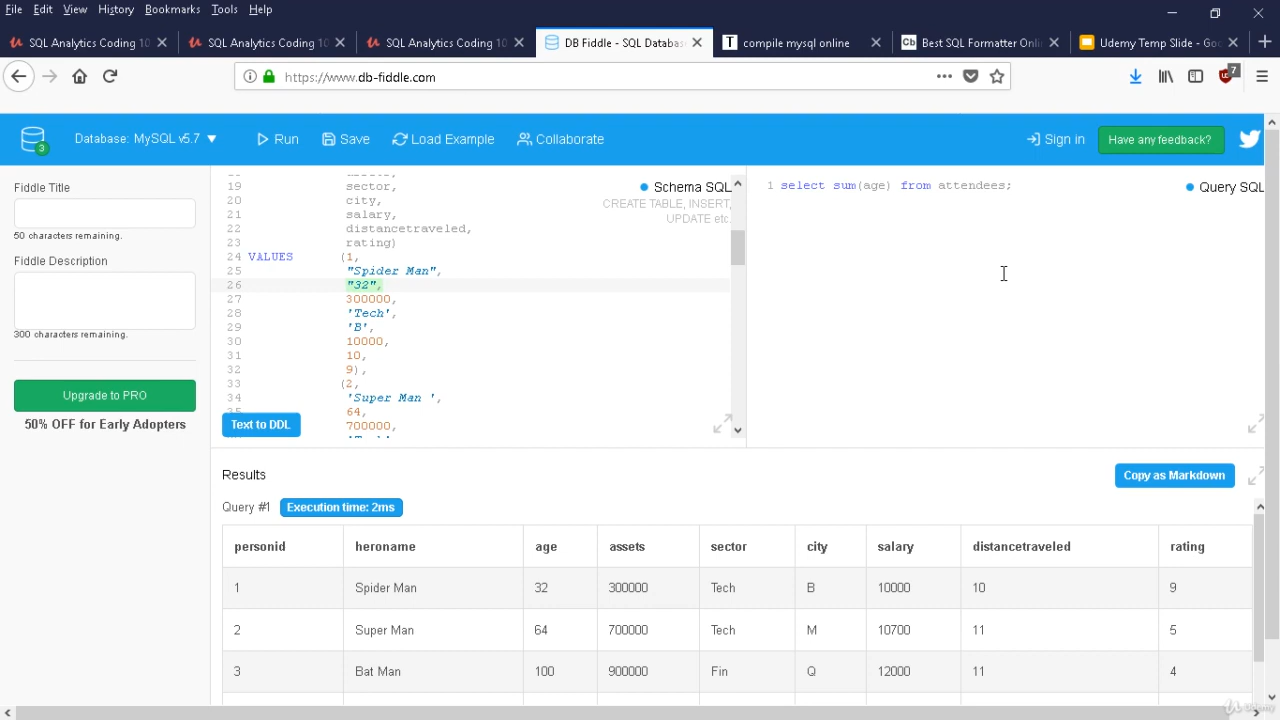 File Edit View History Bookmarks Tools Help
SQL Analytics Coding 10 SQL Analytics Coding 10 SQL Analytics Coding 10 DB Fiddle - SQL Databas T compile mysql online Cb Best SQL Formatter Onli Udemy Temp Slide - Goo
https://www.db-fiddle.com 7
3 Database: MySQL v5.7 Run Save Load Example Collaborate Sign in Have any feedback?
Fiddle Title
50 characters remaining.
Fiddle Description
300 characters remaining.
Upgrade to PRO
50% OFF for Early Adopters
Schema SQL
CREATE TABLE, INSERT,
UPDATE etc.
19 sector,
20 city,
21 salary,
22 distancetraveled,
23 rating)
24 VALUES (1,
25 "Spider Man",
26 "32",
27 300000,
28 'Tech',
29 'B',
30 10000,
31 10,
32 9),
33 (2,
34 'Super Man ',
35 64,
700000,
Text to DDL
1 select sum(age) from attendees; Query SQL
Results Copy as Markdown
Query #1 Execution time: 2ms
personid heroname age assets sector city salary distancetraveled rating
1 Spider Man 32 300000 Tech B 10000 10 9
2 Super Man 64 700000 Tech M 10700 11 5
3 Bat Man 100 900000 Fin Q 12000 11 4
Udemy